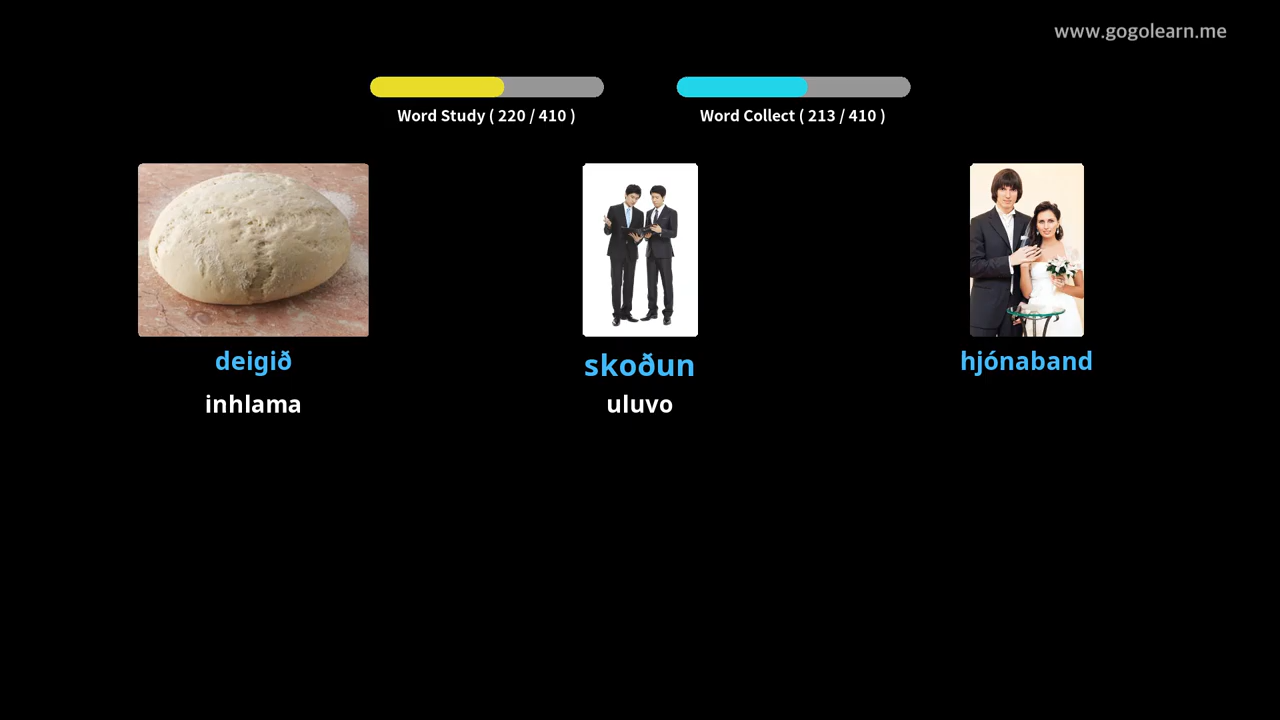 www.gogolearn.me
Word Study ( 220 / 410 )
Word Collect ( 213 / 410 )
deigið
skoðun
hjónaband
inhlama
uluvo